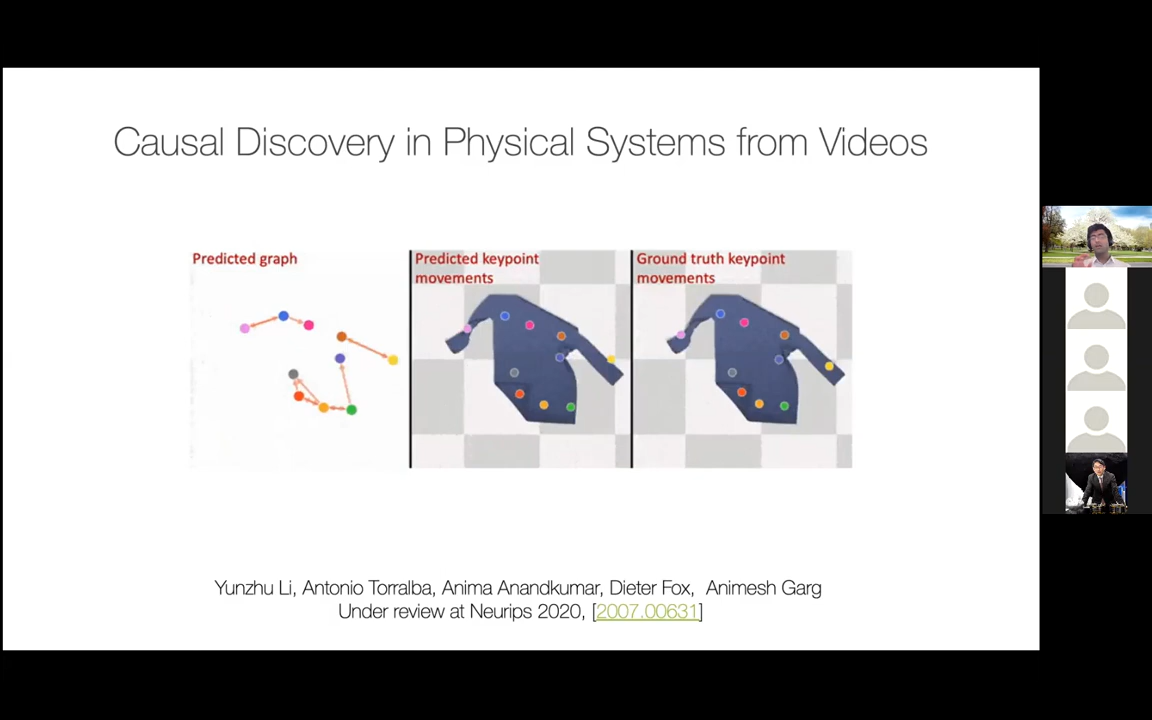 Causal Discovery in Physical Systems from Videos
Predicted graph
Predicted keypoint
movements
Ground truth keypoint
movements
Yunzhu Li, Antonio Torralba, Anima Anandkumar, Dieter Fox, Animesh Garg
Under review at Neurips 2020, [2007.00631]